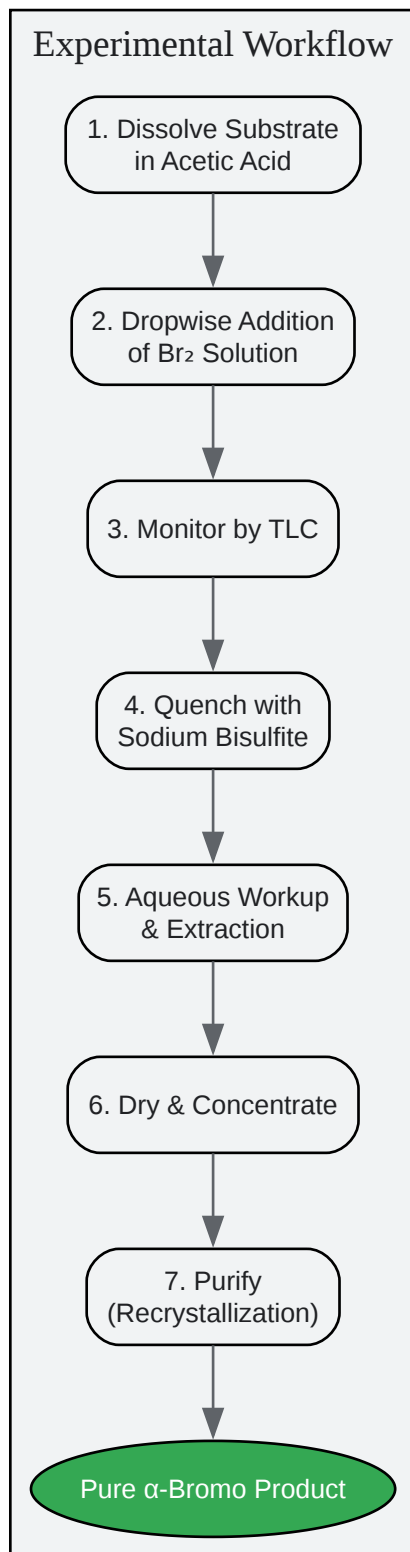 Experimental Workflow
1. Dissolve Substrate
in Acetic Acid
2. Dropwise Addition
of Br₂ Solution
3. Monitor by TLC
4. Quench with
Sodium Bisulfite
5. Aqueous Workup
& Extraction
6. Dry & Concentrate
7. Purify
(Recrystallization)
Pure α-Bromo Product